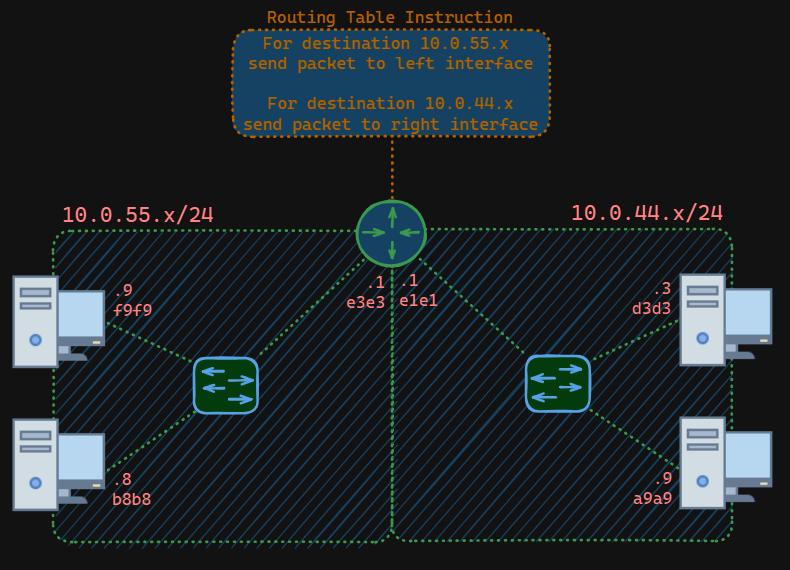 Routing Table Instruction
For destination 10.0.55.x
send packet to left interface
For destination 10.0.44.x
send packet to right interface
10.0.55.x/24
10.0.44.x/24
.9
f9f9
.1
e3e3
.1
e1e1
.3
d3d3
.8
b8b8
.9
a9a9